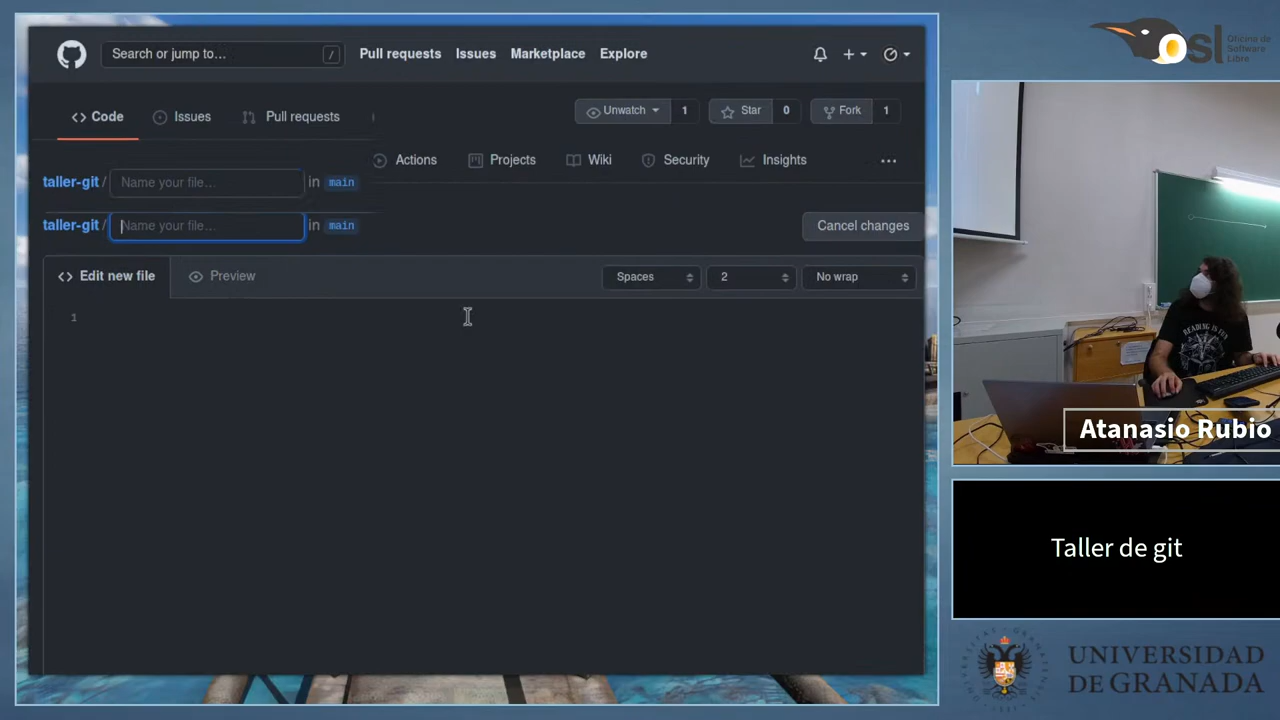 Search or jump to...
/
Pull requests
Issues
Marketplace
Explore
Code
Issues
Pull requests
Unwatch
1
Star
0
Fork
1
Actions
Projects
Wiki
Security
Insights
taller-git / Name your file... in main
taller-git / Name your file... in main
Cancel changes
Edit new file
Preview
Spaces
2
No wrap
1
osl
Oficina de
Software
Libre
READING IS FUN
Atanasio Rubio
Taller de git
UNIVERSIDAD
DE GRANADA